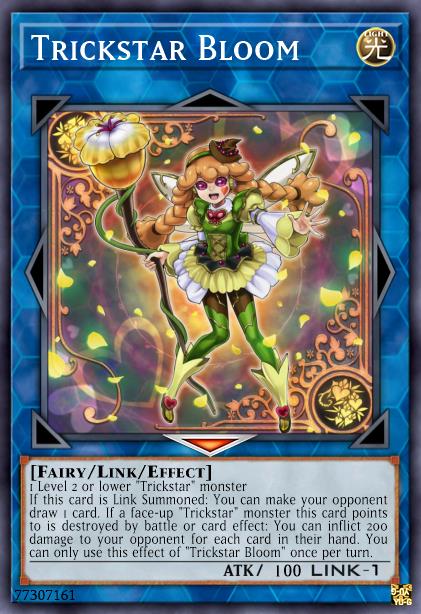 Trickstar Bloom
LIGHT
光
[Fairy/Link/Effect]
1 Level 2 or lower "Trickstar" monster
If this card is Link Summoned: You can make your opponent
draw 1 card. If a face-up "Trickstar" monster this card points
to is destroyed by battle or card effect: You can inflict 200
damage to your opponent for each card in their hand. You
can only use this effect of "Trickstar Bloom" once per turn.
ATK/ 100 LINK-1
77307161